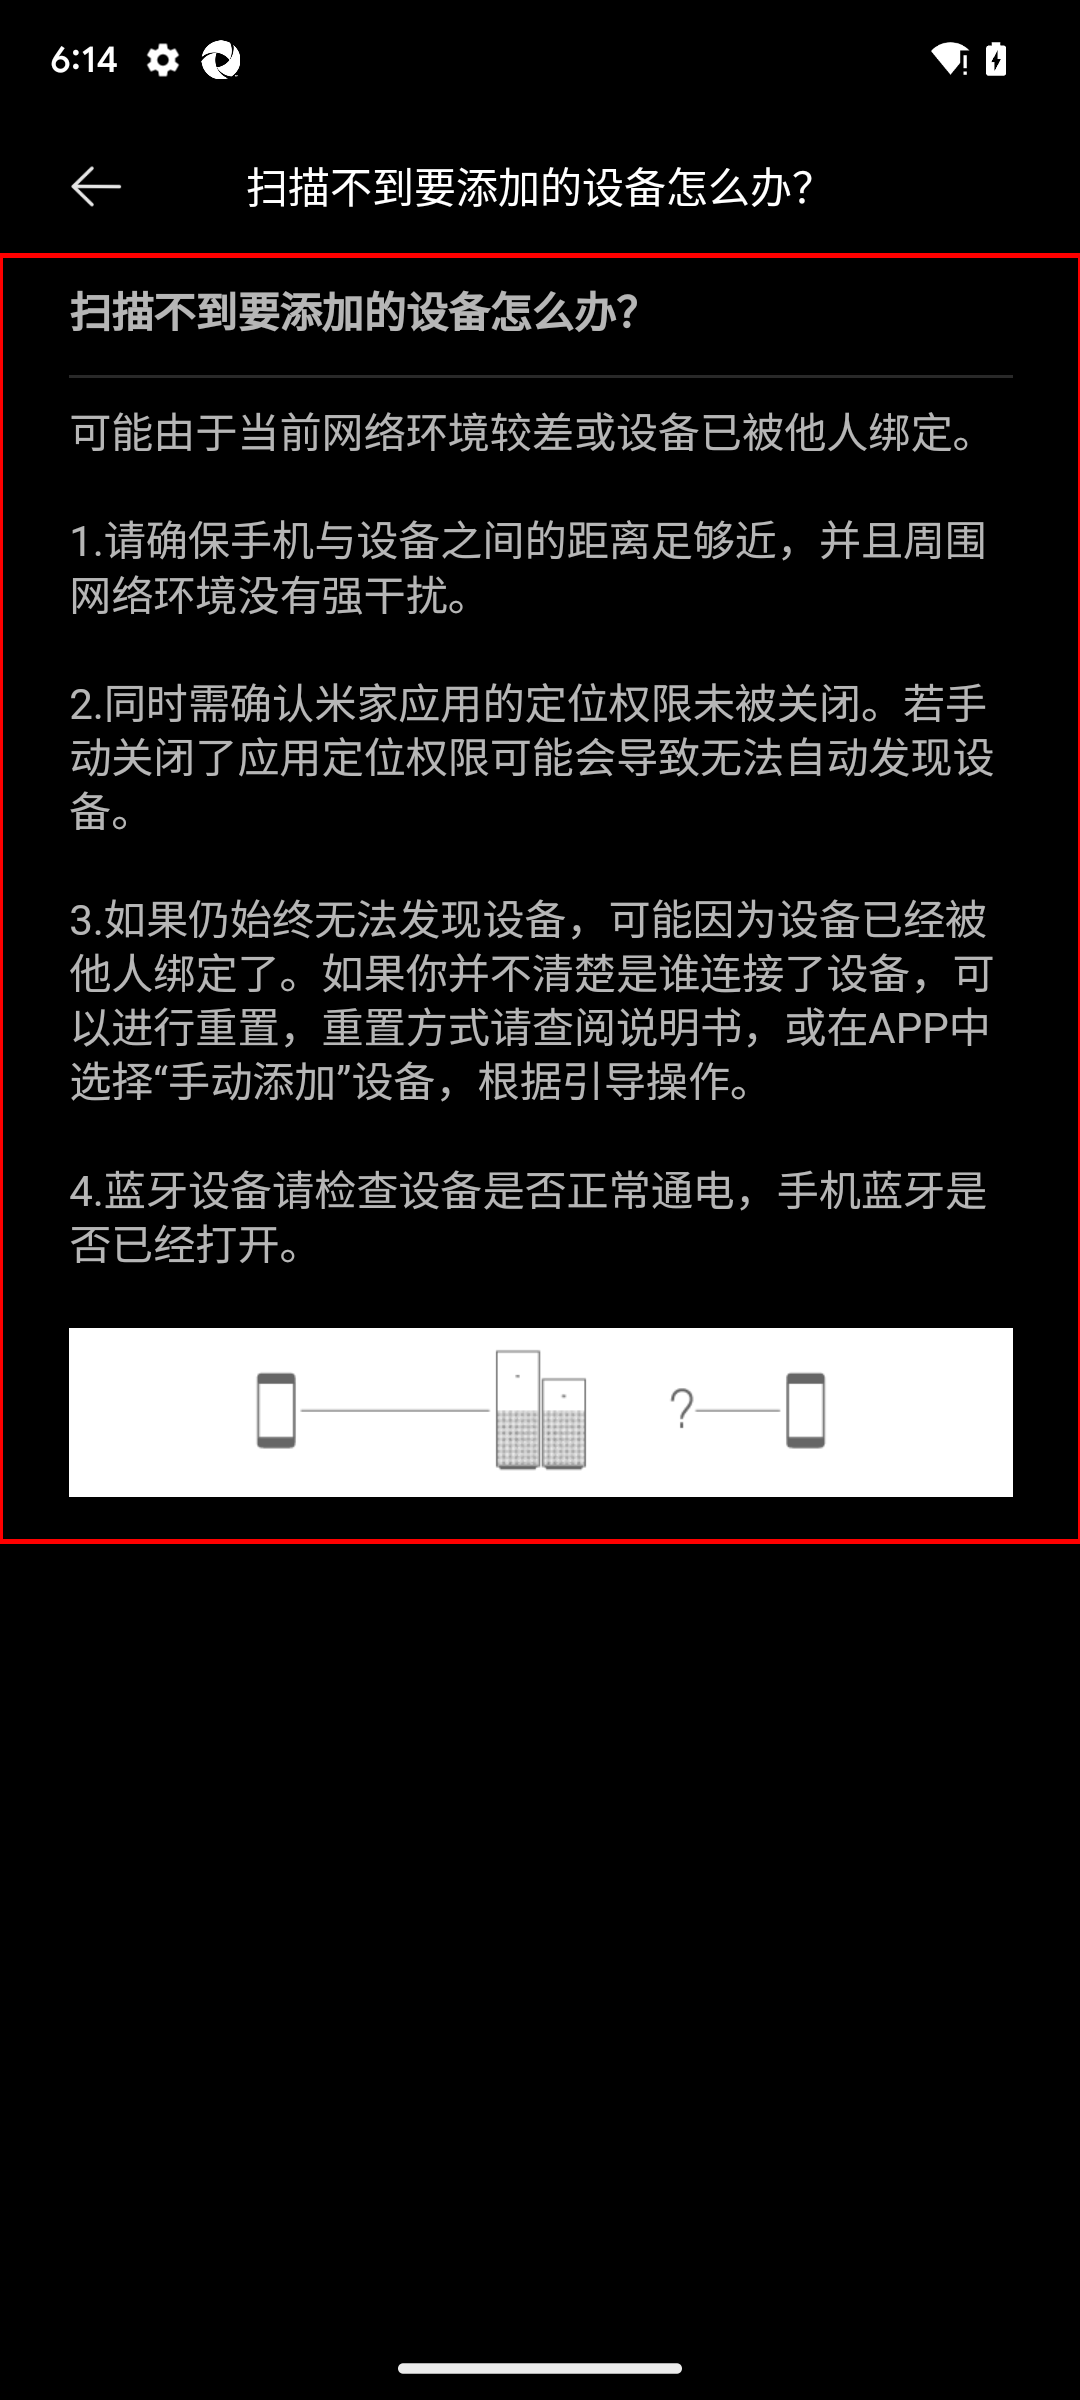 6:14
扫描不到要添加的设备怎么办？
扫描不到要添加的设备怎么办？
可能由于当前网络环境较差或设备已被他人绑定。
1.请确保手机与设备之间的距离足够近，并且周围
网络环境没有强干扰。
2.同时需确认米家应用的定位权限未被关闭。若手
动关闭了应用定位权限可能会导致无法自动发现设
备。
3.如果仍始终无法发现设备，可能因为设备已经被
他人绑定了。如果你并不清楚是谁连接了设备，可
以进行重置，重置方式请查阅说明书，或在APP中
选择“手动添加”设备，根据引导操作。
4.蓝牙设备请检查设备是否正常通电，手机蓝牙是
否已经打开。
?